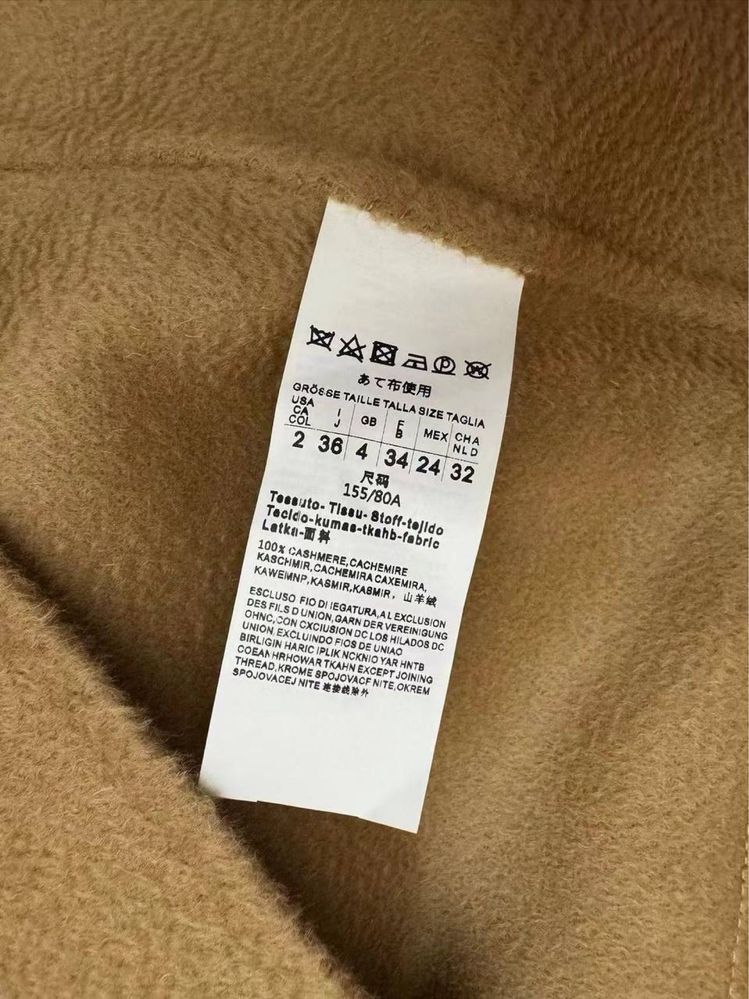 あて布使用
GRÖSSE TAILLE TALLA SIZE TAGLIA
USA CA COL I J GB F B MEX CHA NLD
2 36 4 34 24 32
尺码
155/80A
Tessuto- Tissu- Stoff-tejido
Tecido-kumas-tkahb-fabric
Latka-面料
100% CASHMERE,CACHEMIRE
KASCHMIR,CACHEMIRA CAXEMIRA,
KAWEMNP,KASMIR,KASMIR, 山羊绒
ESCLUSO FIO DI IEGATURA,AL EXCLUSION
DES FILS D UNION,GARN DER VEREINIGUNG
OHNC,CON CXCIUSION DC LOS HILADOS DC
UNION,EXCLUINDO FIOS DE UNIAO
BIRLIGIN HARIC IPLIK NCKNIO YAR HNTB
COEAN HRHOWAR TKAHN EXCEPT JOINING
THREAD,KROME SPOJOVACF NITE,OKREM
SPOJOVACEJ NITE 连接线除外